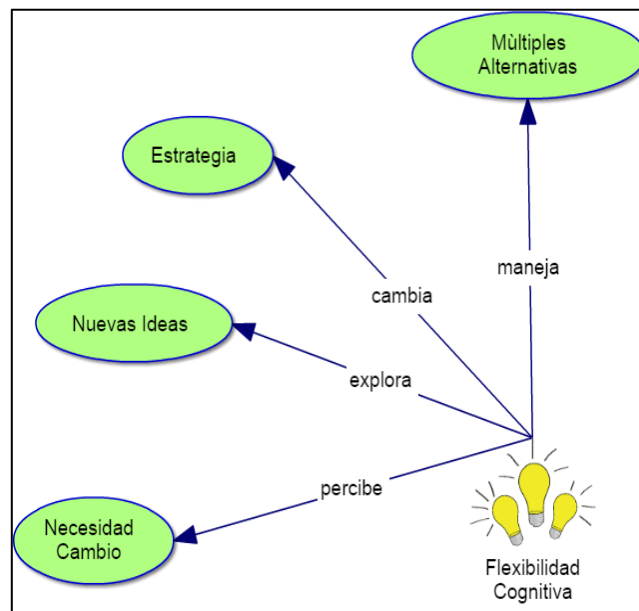 Mùltiples
Alternativas
Estrategia
maneja
cambia
Nuevas Ideas
explora
percibe
Necesidad
Cambio
Flexibilidad
Cognitiva